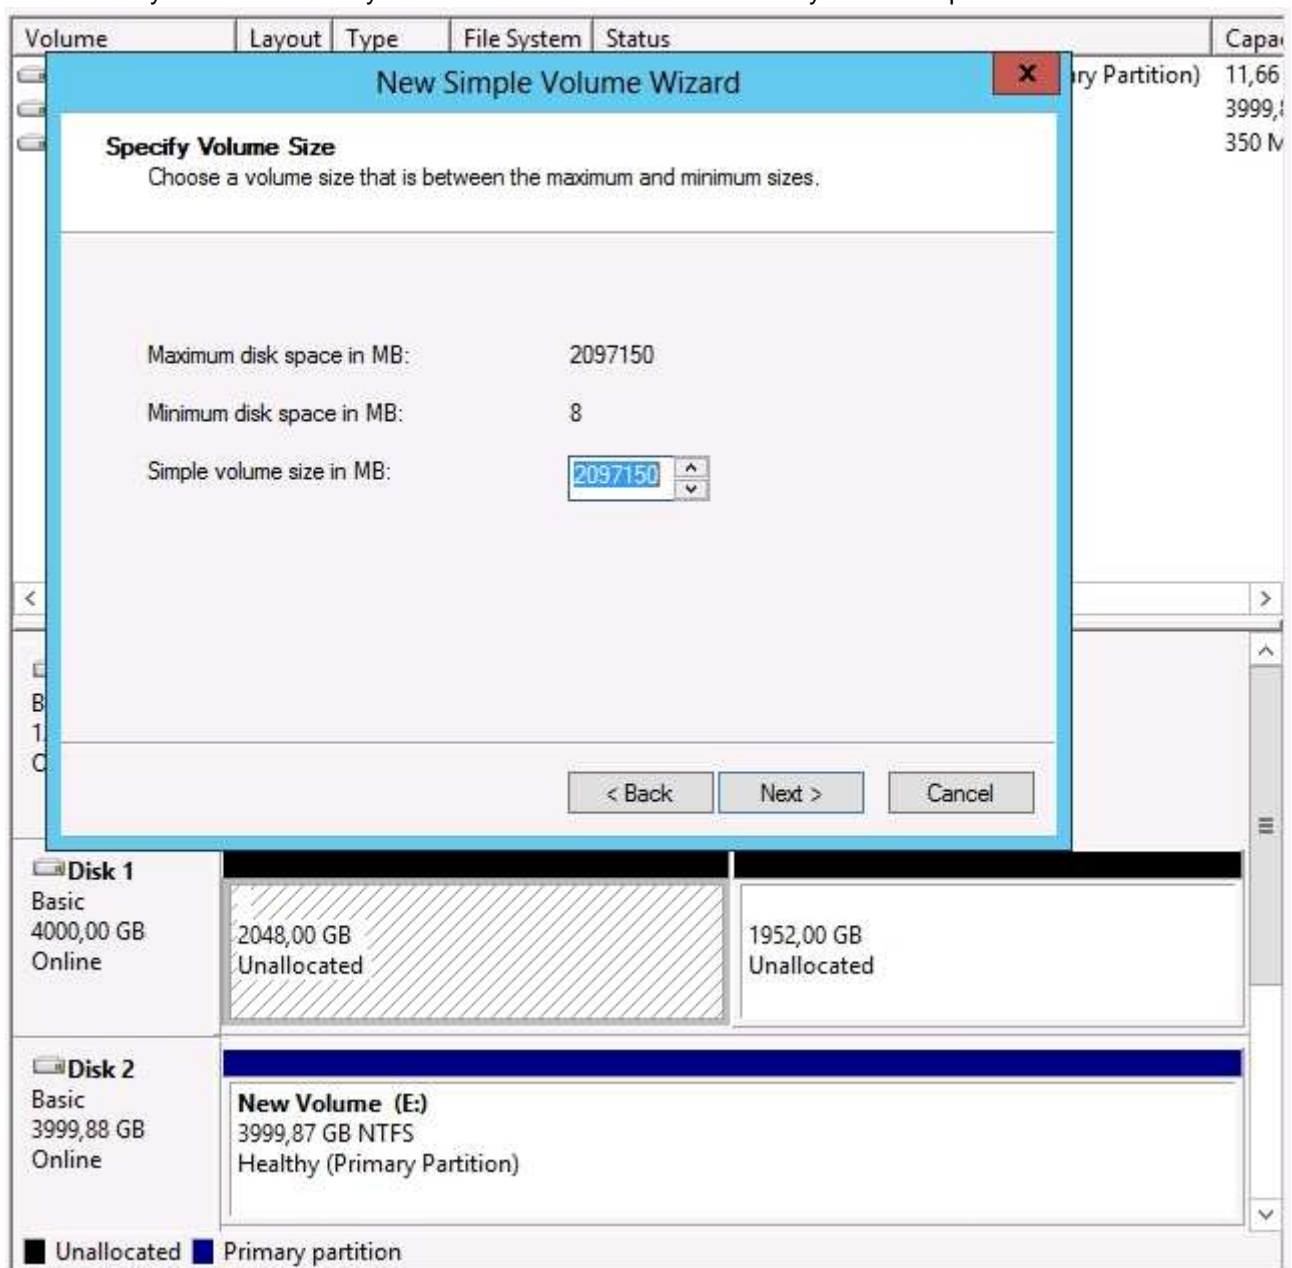 Volume Layout Type File System Status Capa
New Simple Volume Wizard x
ry Partition) 11,66
3999,
350 M
Specify Volume Size
Choose a volume size that is between the maximum and minimum sizes.
Maximum disk space in MB: 2097150
Minimum disk space in MB: 8
Simple volume size in MB: 2097150
< Back Next > Cancel
Disk 1
Basic
4000,00 GB
Online
2048,00 GB
Unallocated
1952,00 GB
Unallocated
Disk 2
Basic
3999,88 GB
Online
New Volume (E:)
3999,87 GB NTFS
Healthy (Primary Partition)
Unallocated Primary partition